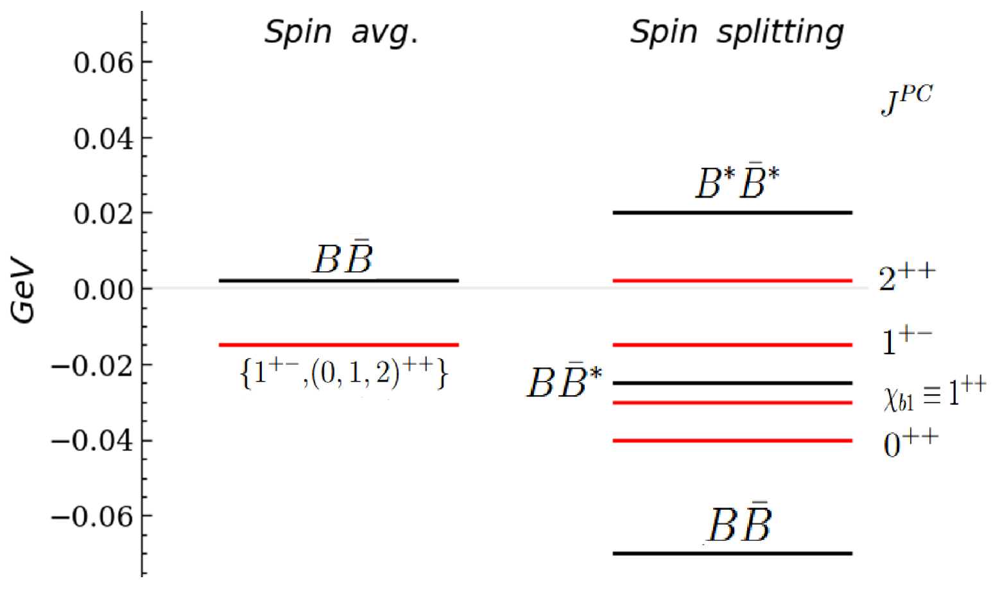 Spin avg.
Spin splitting
0.06
J^{PC}
0.04
B^*\bar{B}^*
0.02
B\bar{B}
2^{++}
0.00
GeV
1^{+-}
−0.02
{1^{+-},(0,1,2)^{++}}
B\bar{B}^*
χ_{b1} ≡ 1^{++}
−0.04
0^{++}
−0.06
B\bar{B}